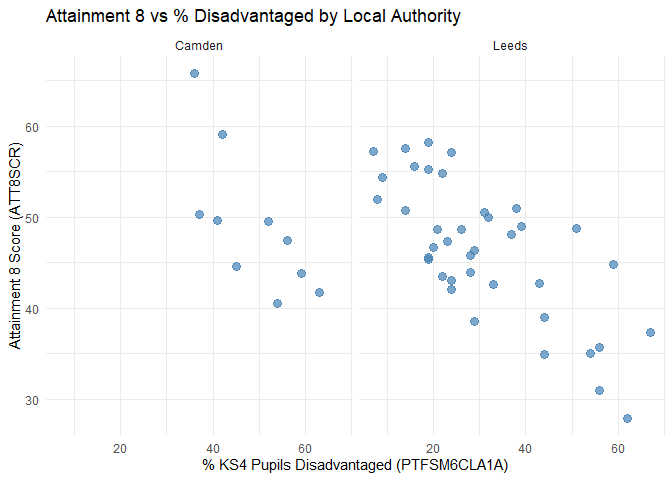 Attainment 8 vs % Disadvantaged by Local Authority
Camden Leeds
Attainment 8 Score (ATT8SCR)
60
50
40
30
20 40 60 20 40 60
% KS4 Pupils Disadvantaged (PTFSM6CLA1A)